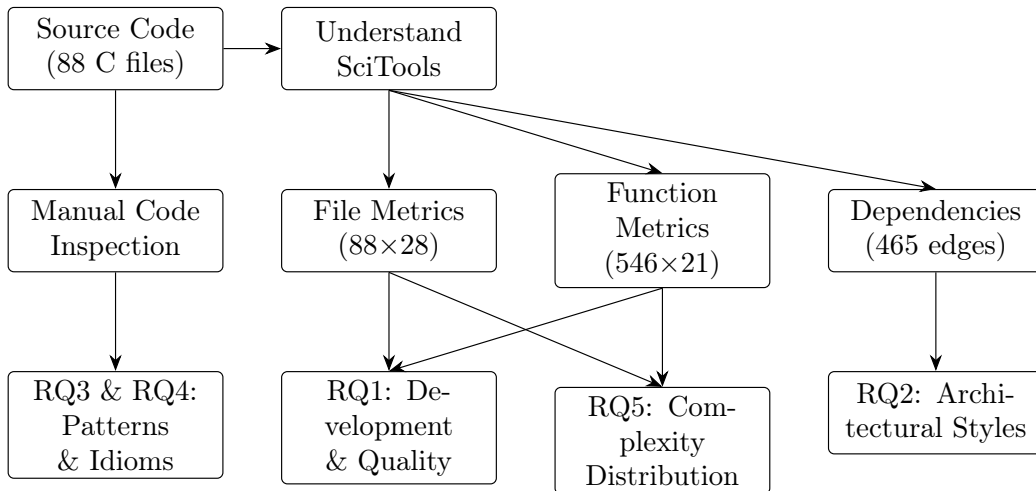 Source Code
(88 C files)
Understand
SciTools
Manual Code
Inspection
File Metrics
(88×28)
Function
Metrics
(546×21)
Dependencies
(465 edges)
RQ3 & RQ4:
Patterns
& Idioms
RQ1: De-
velopment
& Quality
RQ5: Com-
plexity
Distribution
RQ2: Archi-
tectural Styles